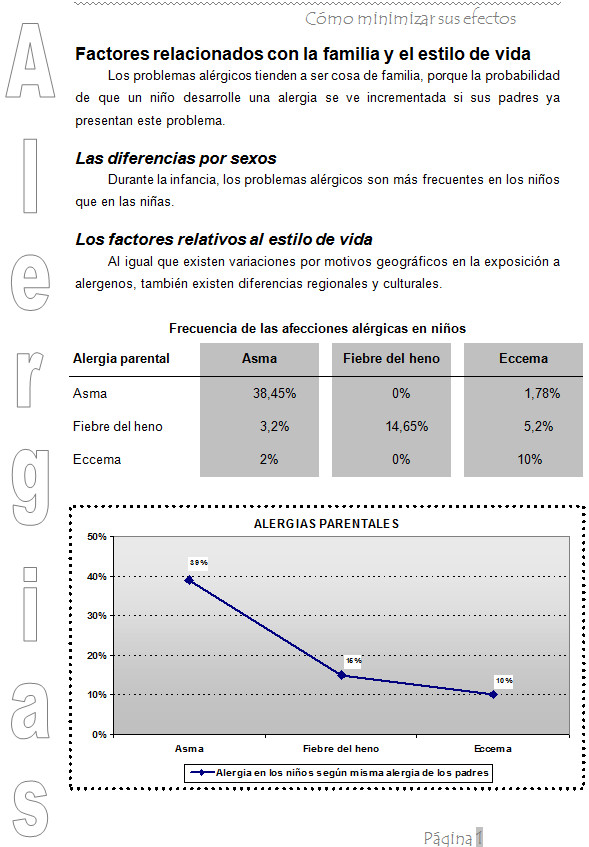 Cómo minimizar sus efectos
Alergias
Factores relacionados con la familia y el estilo de vida
Los problemas alérgicos tienden a ser cosa de familia, porque la probabilidad
de que un niño desarrolle una alergia se ve incrementada si sus padres ya
presentan este problema.
Las diferencias por sexos
Durante la infancia, los problemas alérgicos son más frecuentes en los niños
que en las niñas.
Los factores relativos al estilo de vida
Al igual que existen variaciones por motivos geográficos en la exposición a
alergenos, también existen diferencias regionales y culturales.
Frecuencia de las afecciones alérgicas en niños
Alergia parental Asma Fiebre del heno Eccema
Asma 38,45% 0% 1,78%
Fiebre del heno 3,2% 14,65% 5,2%
Eccema 2% 0% 10%
ALERGIAS PARENTALES
50%
40%
30%
20%
10%
0%
39%
15%
10%
Asma Fiebre del heno Eccema
Alergia en los niños según misma alergia de los padres
Página 1